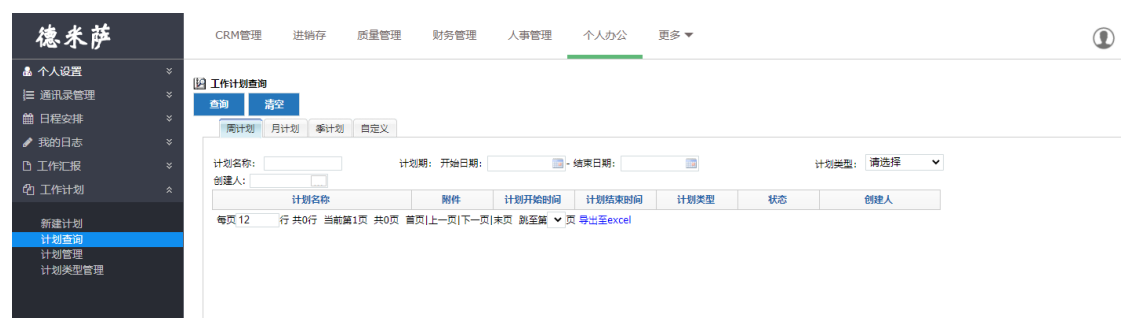 德米萨
CRM管理 进销存 质量管理 财务管理 人事管理 个人办公 更多
个人设置
通讯录管理
日程安排
我的日志
工作汇报
工作计划
新建计划
计划查询
计划管理
计划类型管理
工作计划查询
查询 清空
周计划 月计划 季计划 自定义
计划名称: 计划期: 开始日期: - 结束日期: 计划类型: 请选择
创建人:
计划名称 附件 计划开始时间 计划结束时间 计划类型 状态 创建人
每页 12 行 共0行 当前第1页 共0页 首页|上一页|下一页|末页 跳至第 页 导出至excel